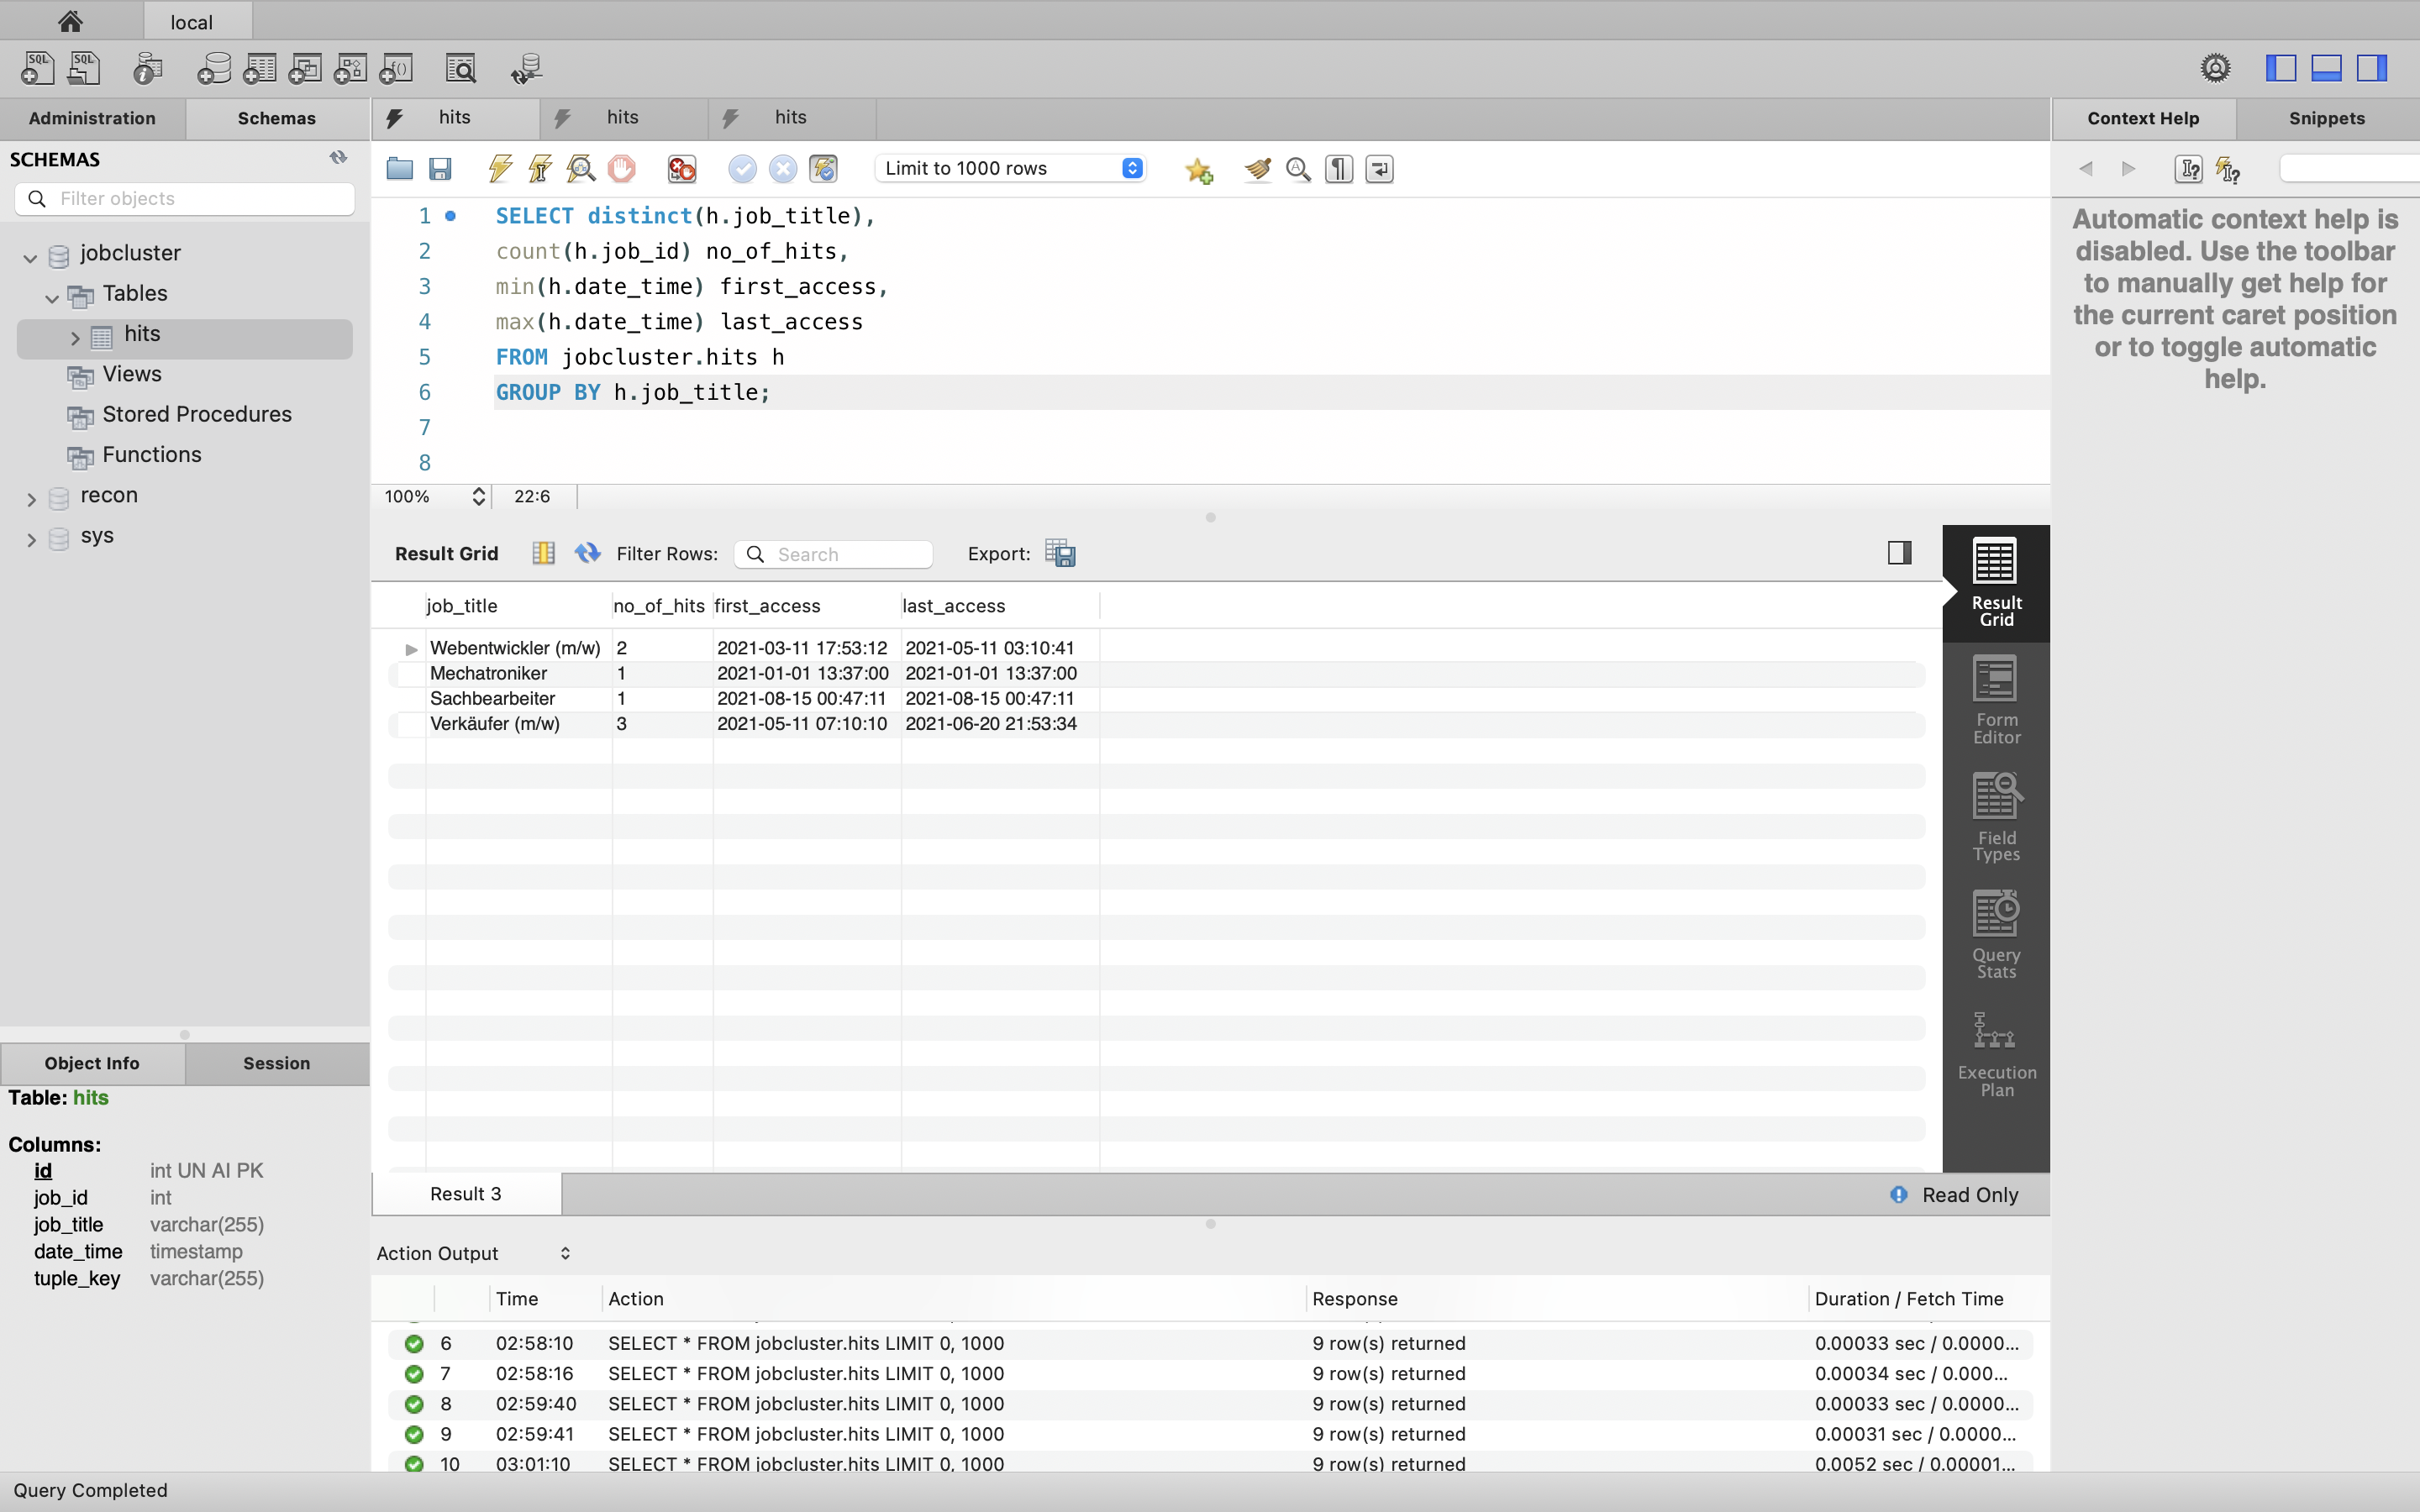 local
Administration
Schemas
SCHEMAS
Filter objects
jobcluster
Tables
hits
Views
Stored Procedures
Functions
recon
sys
Object Info
Session
Table: hits
Columns:
id int UN AI PK
job_id int
job_title varchar(255)
date_time timestamp
tuple_key varchar(255)
hits
hits
hits
Limit to 1000 rows
1 SELECT distinct(h.job_title),
2 count(h.job_id) no_of_hits,
3 min(h.date_time) first_access,
4 max(h.date_time) last_access
5 FROM jobcluster.hits h
6 GROUP BY h.job_title;
7
8
100% 22:6
Result Grid Filter Rows: Search Export:
job_title no_of_hits first_access last_access
Webentwickler (m/w) 2 2021-03-11 17:53:12 2021-05-11 03:10:41
Mechatroniker 1 2021-01-01 13:37:00 2021-01-01 13:37:00
Sachbearbeiter 1 2021-08-15 00:47:11 2021-08-15 00:47:11
Verkäufer (m/w) 3 2021-05-11 07:10:10 2021-06-20 21:53:34
Result
Grid
Form
Editor
Field
Types
Query
Stats
Execution
Plan
Result 3
Read Only
Action Output
Time Action Response Duration / Fetch Time
6 02:58:10 SELECT * FROM jobcluster.hits LIMIT 0, 1000 9 row(s) returned 0.00033 sec / 0.0000...
7 02:58:16 SELECT * FROM jobcluster.hits LIMIT 0, 1000 9 row(s) returned 0.00034 sec / 0.000...
8 02:59:40 SELECT * FROM jobcluster.hits LIMIT 0, 1000 9 row(s) returned 0.00033 sec / 0.0000...
9 02:59:41 SELECT * FROM jobcluster.hits LIMIT 0, 1000 9 row(s) returned 0.00031 sec / 0.0000...
10 03:01:10 SELECT * FROM jobcluster.hits LIMIT 0, 1000 9 row(s) returned 0.0052 sec / 0.00001...
Context Help
Snippets
Automatic context help is
disabled. Use the toolbar
to manually get help for
the current caret position
or to toggle automatic
help.
Query Completed